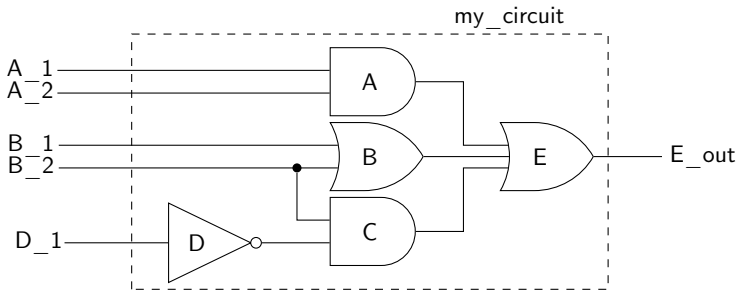 my_circuit
A_1
A_2
A
B_1
B_2
B
E
E_out
D_1
D
C